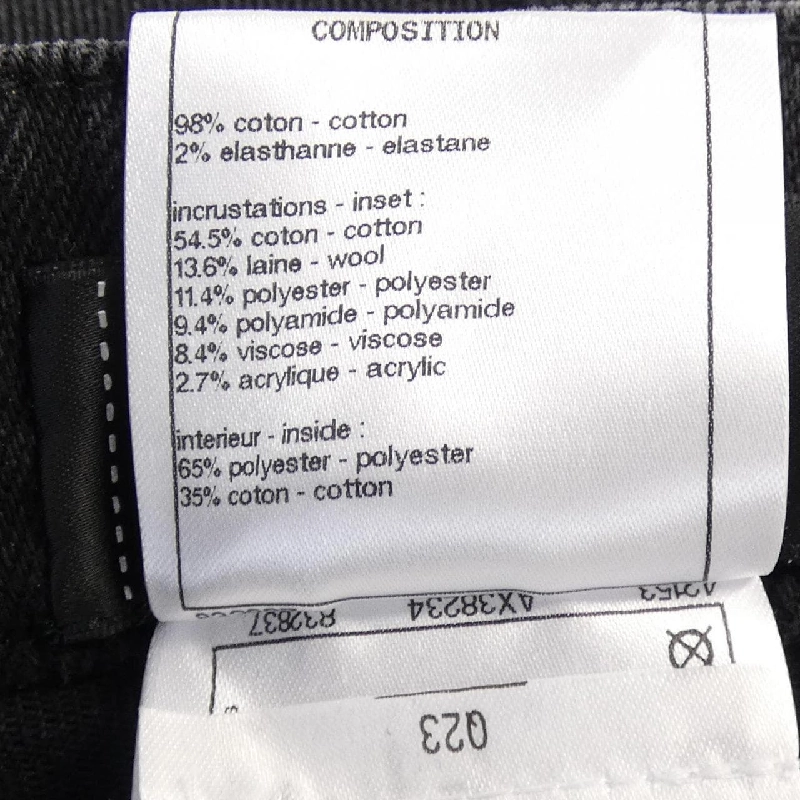 COMPOSITION
98% coton - cotton
2% elasthanne - elastane
incrustations - inset :
54.5% coton - cotton
13.6% laine - wool
11.4% polyester - polyester
9.4% polyamide - polyamide
8.4% viscose - viscose
2.7% acrylique - acrylic
interieur - inside :
65% polyester - polyester
35% coton - cotton
AX38234
Q23